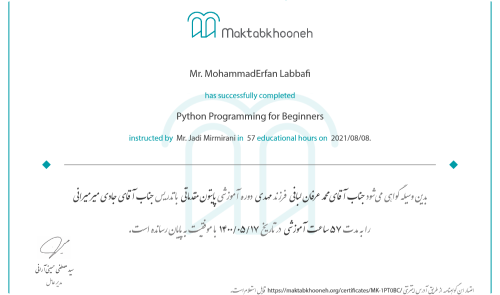 Maktabkhooneh
Mr. MohammadErfan Labbafi
has successfully completed
Python Programming for Beginners
instructed by Mr. Jadi Mirmirani in 57 educational hours on 2021/08/08.
بدین وسیله گواهی می شود جناب آقای محمد عرفان لبافی فرزند مهدی دوره آموزشی پایتون مقدماتی با تدریس جناب آقای جادی میرمیرانی
را به مدت ۵۷ ساعت آموزشی در تاریخ ۱۴۰۰/۰۵/۱۷ با موفقیت به پایان رسانده است.
سید مصطفی حسینی آرانی
مدیرعامل
اعتبار این گواهینامه از طریق آدرس اینترنتی https://maktabkhooneh.org/certificates/MK-1PT0BC/ قابل استعلام است.